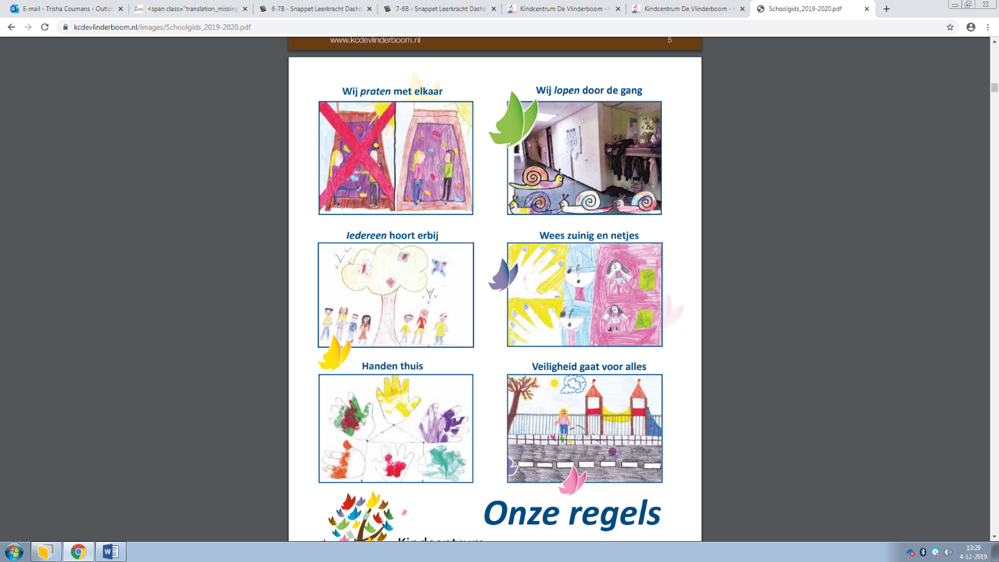 E-mail - Trisha Coumans - Outloo
<span class="translation_missing
6-7B - Snappet Leerkracht Dashb
7-6B - Snappet Leerkracht Dashb
Kindcentrum De Vlinderboom - H
Kindcentrum De Vlinderboom - H
Schoolgids_2019-2020.pdf
kcdevlinderboom.nl/images/Schoolgids_2019-2020.pdf
www.kcdevlinderboom.nl 5
Wij praten met elkaar
Wij lopen door de gang
Iedereen hoort erbij
Wees zuinig en netjes
Handen thuis
Veiligheid gaat voor alles
Onze regels
Kindcentrum
13:29
4-12-2019